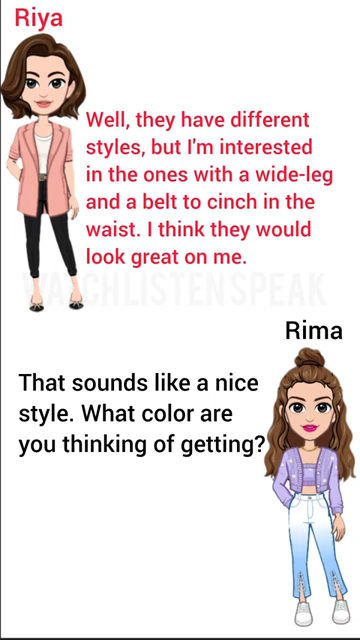 Riya
Well, they have different
styles, but I'm interested
in the ones with a wide-leg
and a belt to cinch in the
waist. I think they would
look great on me.
WATCHLISTENSPEAK
Rima
That sounds like a nice
style. What color are
you thinking of getting?